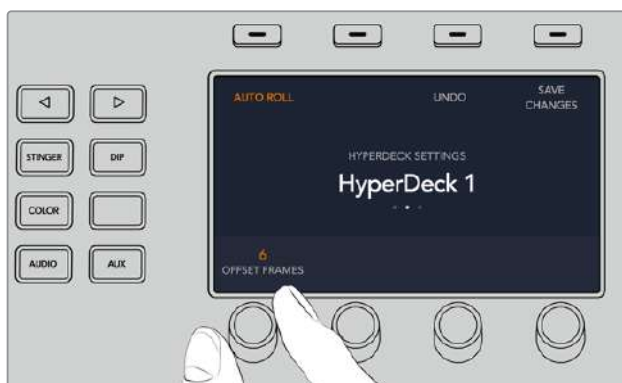 AUTO ROLL
UNDO
SAVE
CHANGES
STINGER
DIP
HYPERDECK SETTINGS
HyperDeck 1
COLOR
AUDIO
AUX
6
OFFSET FRAMES